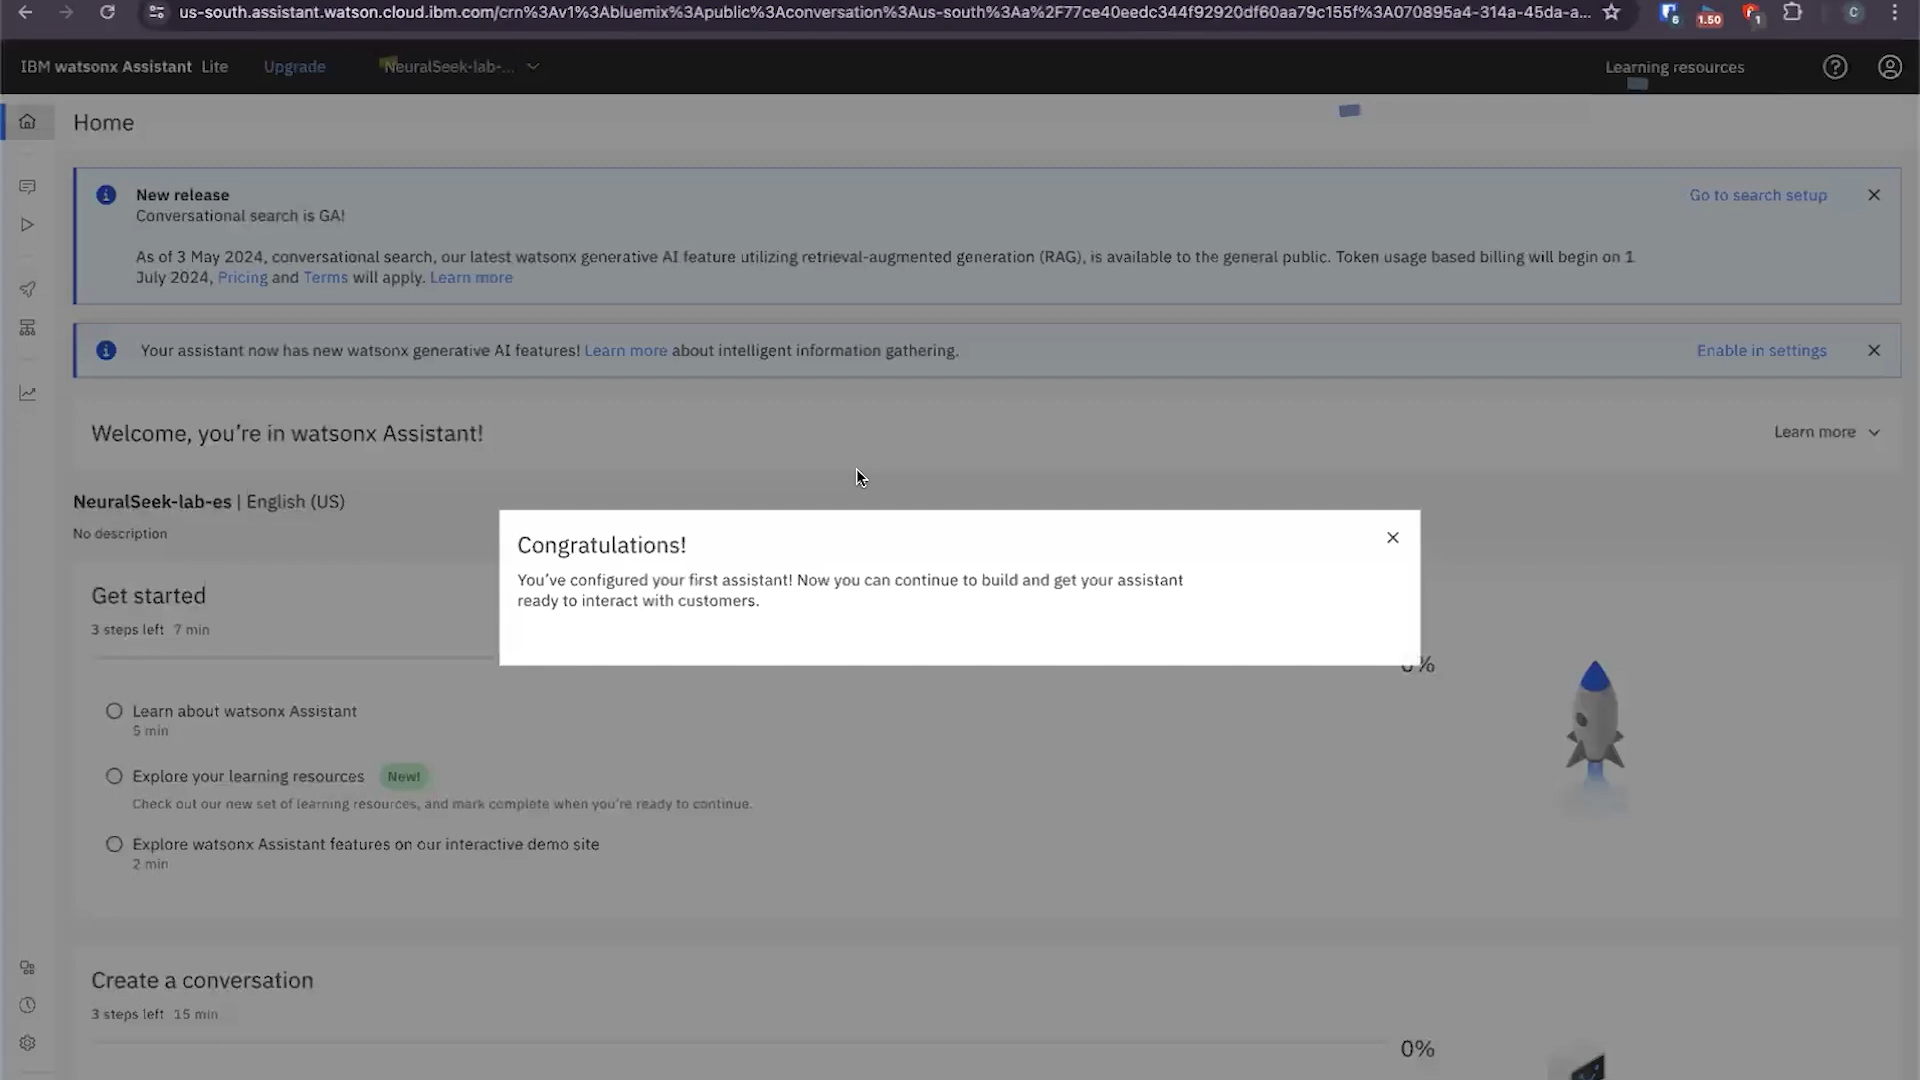 us-south.assistant.watson.cloud.ibm.com/crn%3Av1%3Abluemix%3Apublic%3Aconversation%3Aus-south%3Aa%2F77ce40eedc344f92920df60aa79c155f%3A070895a4-314a-45da-a...
6
1.50
1
C
IBM watsonx Assistant Lite
Upgrade
NeuralSeek-lab-...
Learning resources
Home
New release
Go to search setup
Conversational search is GA!
As of 3 May 2024, conversational search, our latest watsonx generative AI feature utilizing retrieval-augmented generation (RAG), is available to the general public. Token usage based billing will begin on 1
July 2024, Pricing and Terms will apply. Learn more
Your assistant now has new watsonx generative AI features! Learn more about intelligent information gathering.
Enable in settings
Welcome, you're in watsonx Assistant!
Learn more
NeuralSeek-lab-es | English (US)
No description
Congratulations!
You've configured your first assistant! Now you can continue to build and get your assistant
ready to interact with customers.
Get started
3 steps left 7 min
0%
Learn about watsonx Assistant
5 min
Explore your learning resources New!
Check out our new set of learning resources, and mark complete when you're ready to continue.
Explore watsonx Assistant features on our interactive demo site
2 min
Create a conversation
3 steps left 15 min
0%